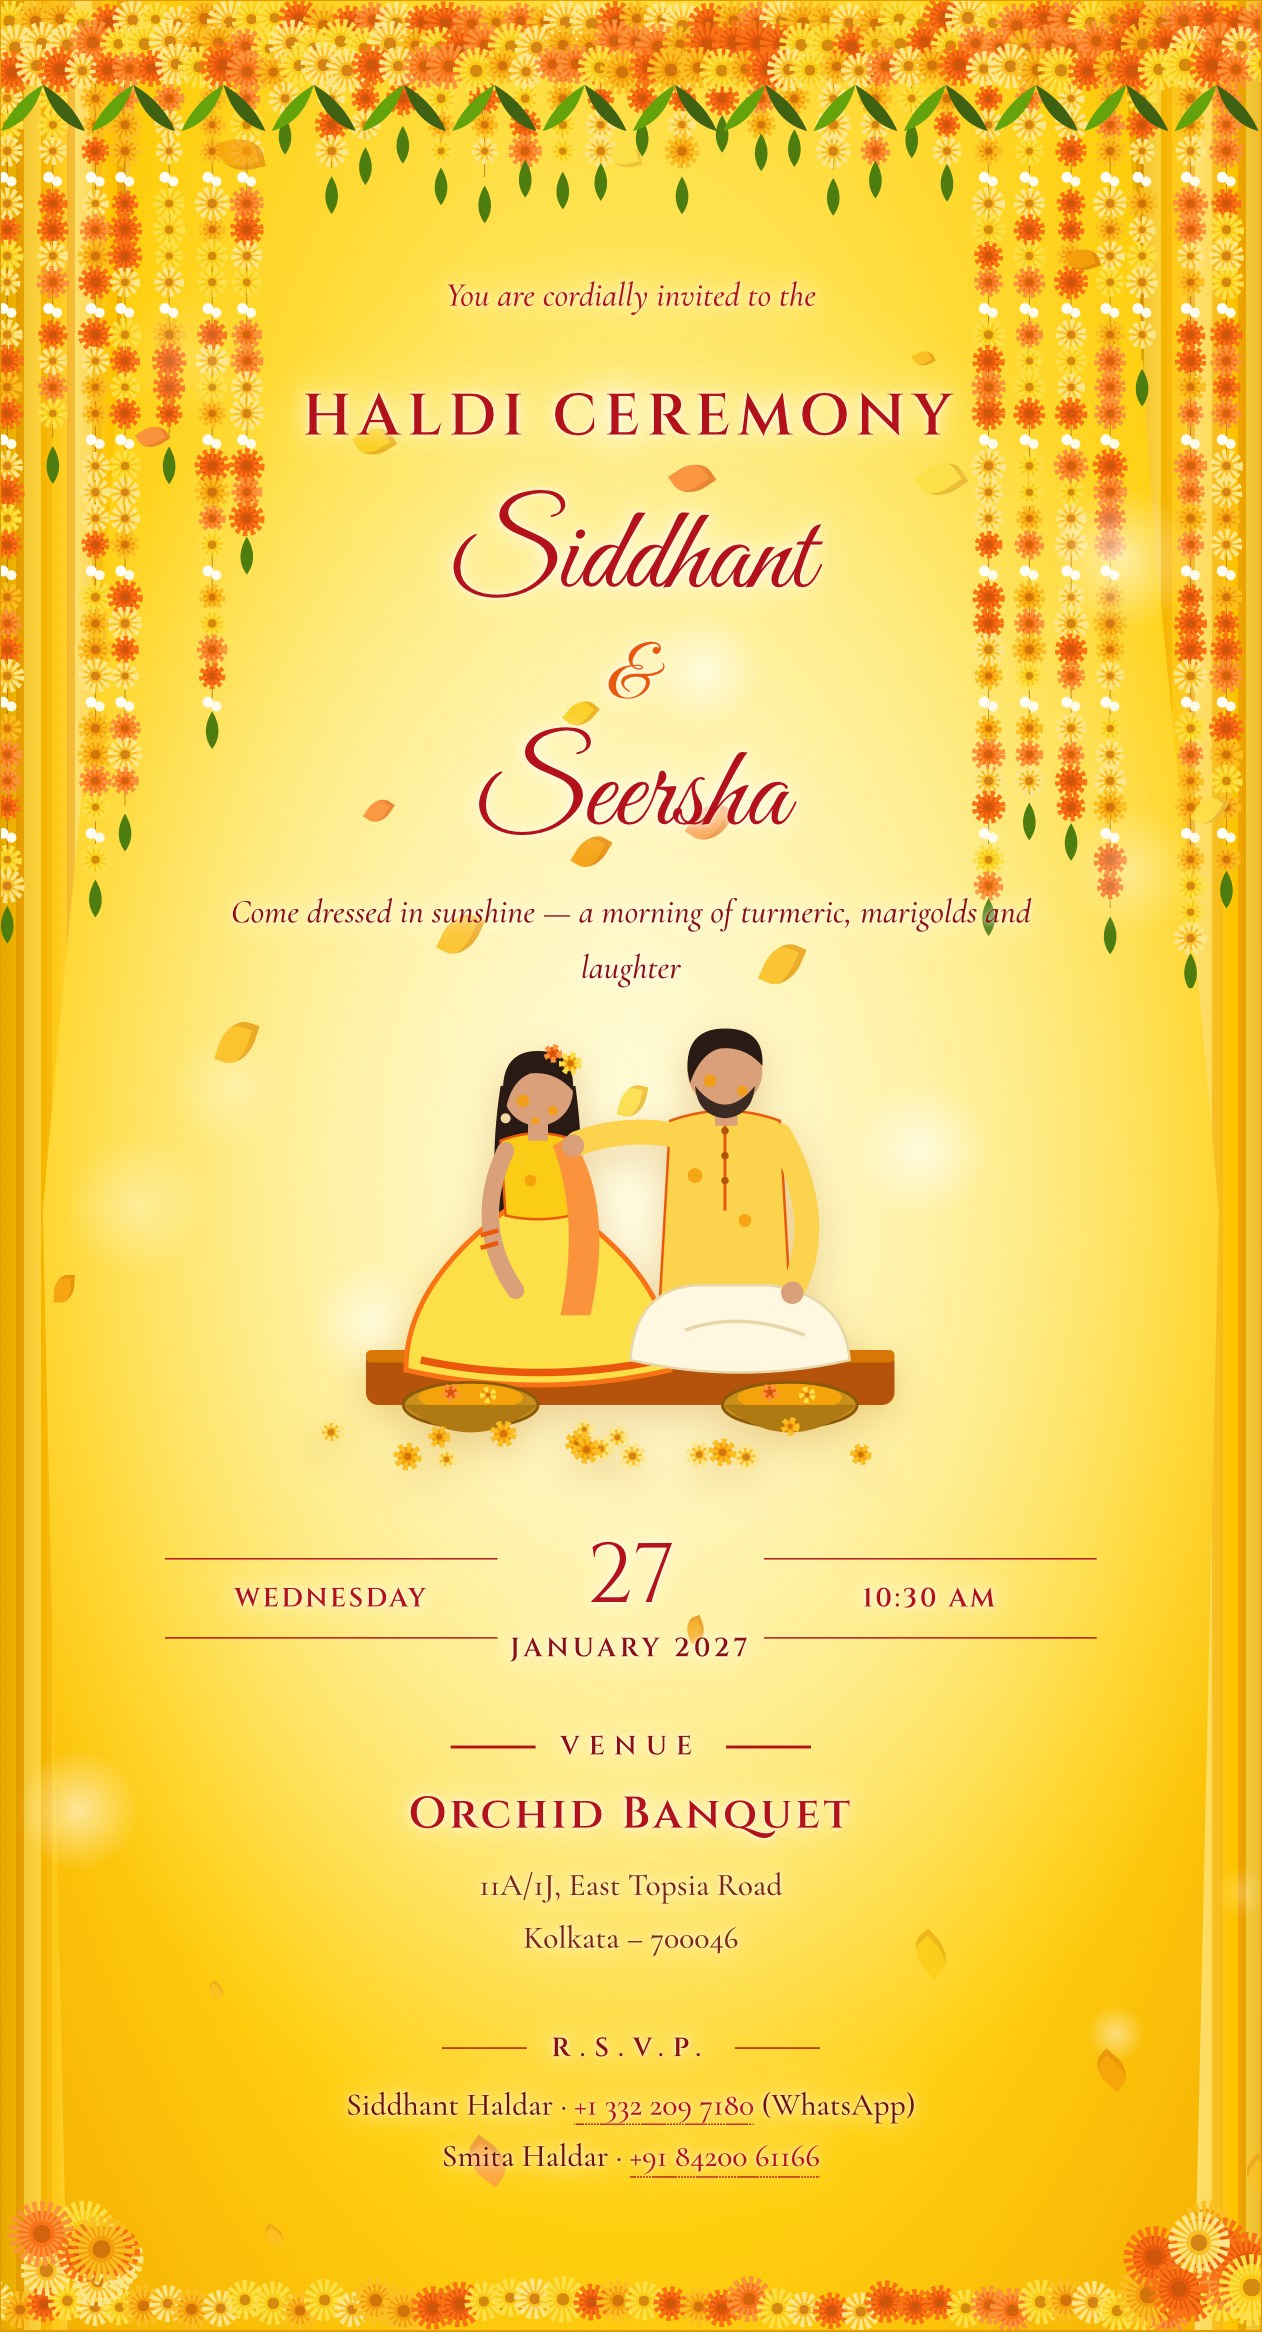 You are cordially invited to the
HALDI CEREMONY
Siddhant
&
Seersha
Come dressed in sunshine — a morning of turmeric, marigolds and
laughter
WEDNESDAY
27
JANUARY 2027
10:30 AM
VENUE
Orchid Banquet
11A/1J, East Topsia Road
Kolkata – 700046
R.S.V.P.
Siddhant Haldar · +1 332 209 7180 (WhatsApp)
Smita Haldar · +91 84200 61166